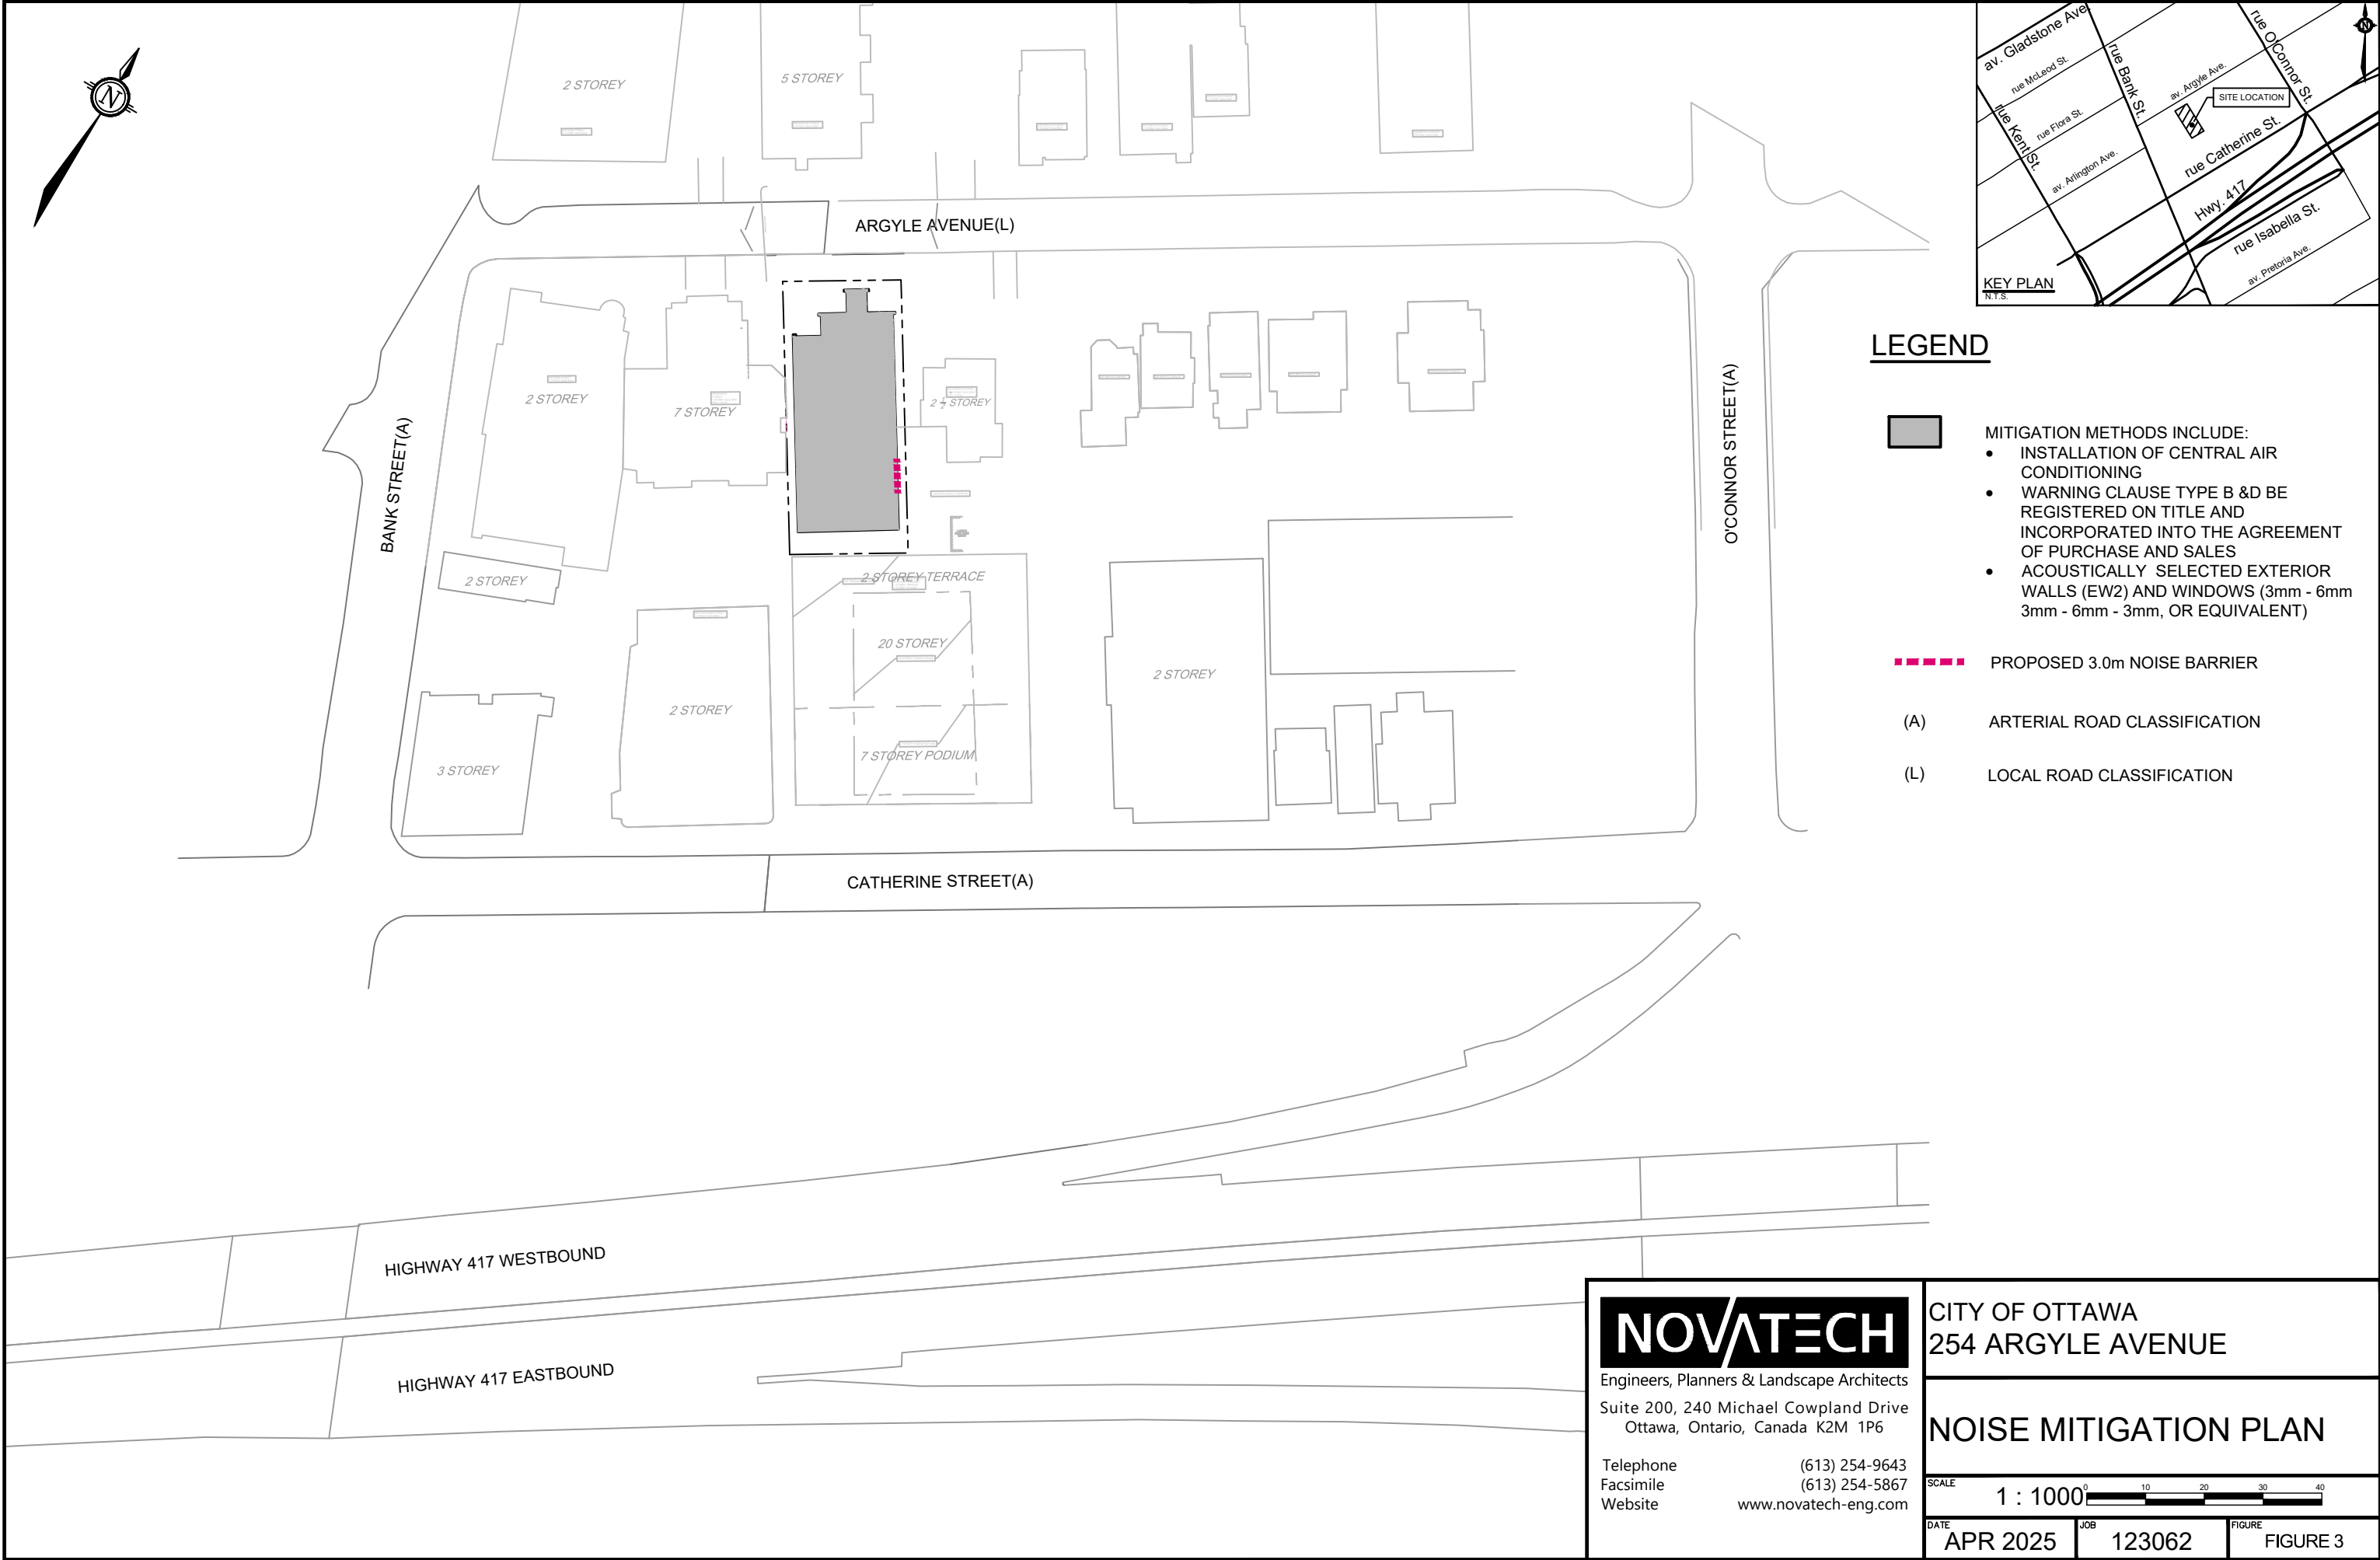 N
2 STOREY
5 STOREY
ARGYLE AVENUE(L)
2 STOREY
7 STOREY
2 ½ STOREY
BANK STREET(A)
O'CONNOR STREET(A)
2 STOREY
2 STOREY TERRACE
20 STOREY
2 STOREY
2 STOREY
7 STOREY PODIUM
3 STOREY
CATHERINE STREET(A)
HIGHWAY 417 WESTBOUND
HIGHWAY 417 EASTBOUND
av. Gladstone Ave.
rue McLeod St.
rue Flora St.
rue Kent St.
av. Arlington Ave.
rue Bank St.
av. Argyle Ave.
rue O'Connor St.
N
SITE LOCATION
rue Catherine St.
Hwy. 417
rue Isabella St.
av. Pretoria Ave.
KEY PLAN
N.T.S.
LEGEND
MITIGATION METHODS INCLUDE:
• INSTALLATION OF CENTRAL AIR
CONDITIONING
• WARNING CLAUSE TYPE B &D BE
REGISTERED ON TITLE AND
INCORPORATED INTO THE AGREEMENT
OF PURCHASE AND SALES
• ACOUSTICALLY SELECTED EXTERIOR
WALLS (EW2) AND WINDOWS (3mm - 6mm
3mm - 6mm - 3mm, OR EQUIVALENT)
PROPOSED 3.0m NOISE BARRIER
(A) ARTERIAL ROAD CLASSIFICATION
(L) LOCAL ROAD CLASSIFICATION
NOVATECH
Engineers, Planners & Landscape Architects
Suite 200, 240 Michael Cowpland Drive
Ottawa, Ontario, Canada K2M 1P6
Telephone (613) 254-9643
Facsimile (613) 254-5867
Website www.novatech-eng.com
CITY OF OTTAWA
254 ARGYLE AVENUE
NOISE MITIGATION PLAN
SCALE
1 : 1000
0 10 20 30 40
DATE
APR 2025
JOB
123062
FIGURE
FIGURE 3